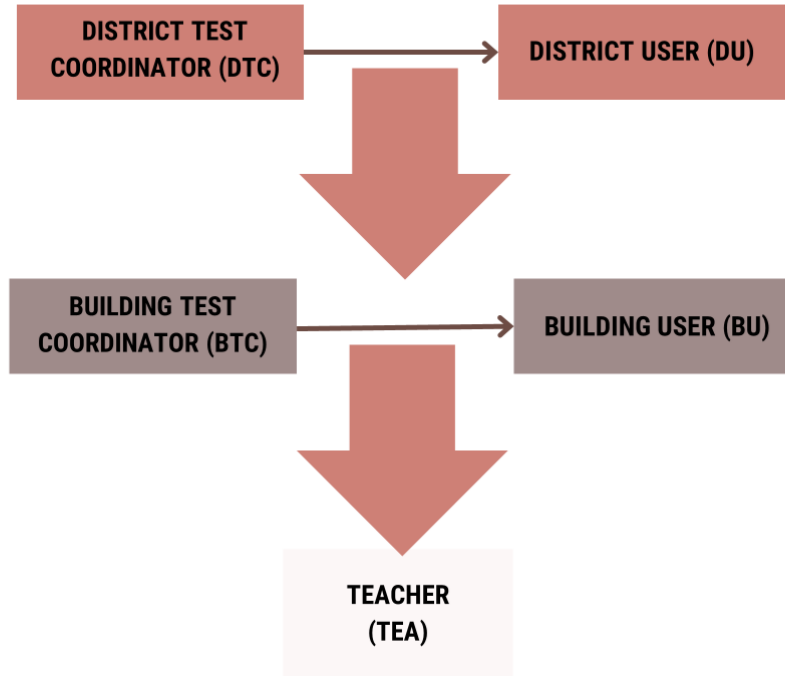 DISTRICT TEST
COORDINATOR (DTC)
DISTRICT USER (DU)
BUILDING TEST
COORDINATOR (BTC)
BUILDING USER (BU)
TEACHER
(TEA)